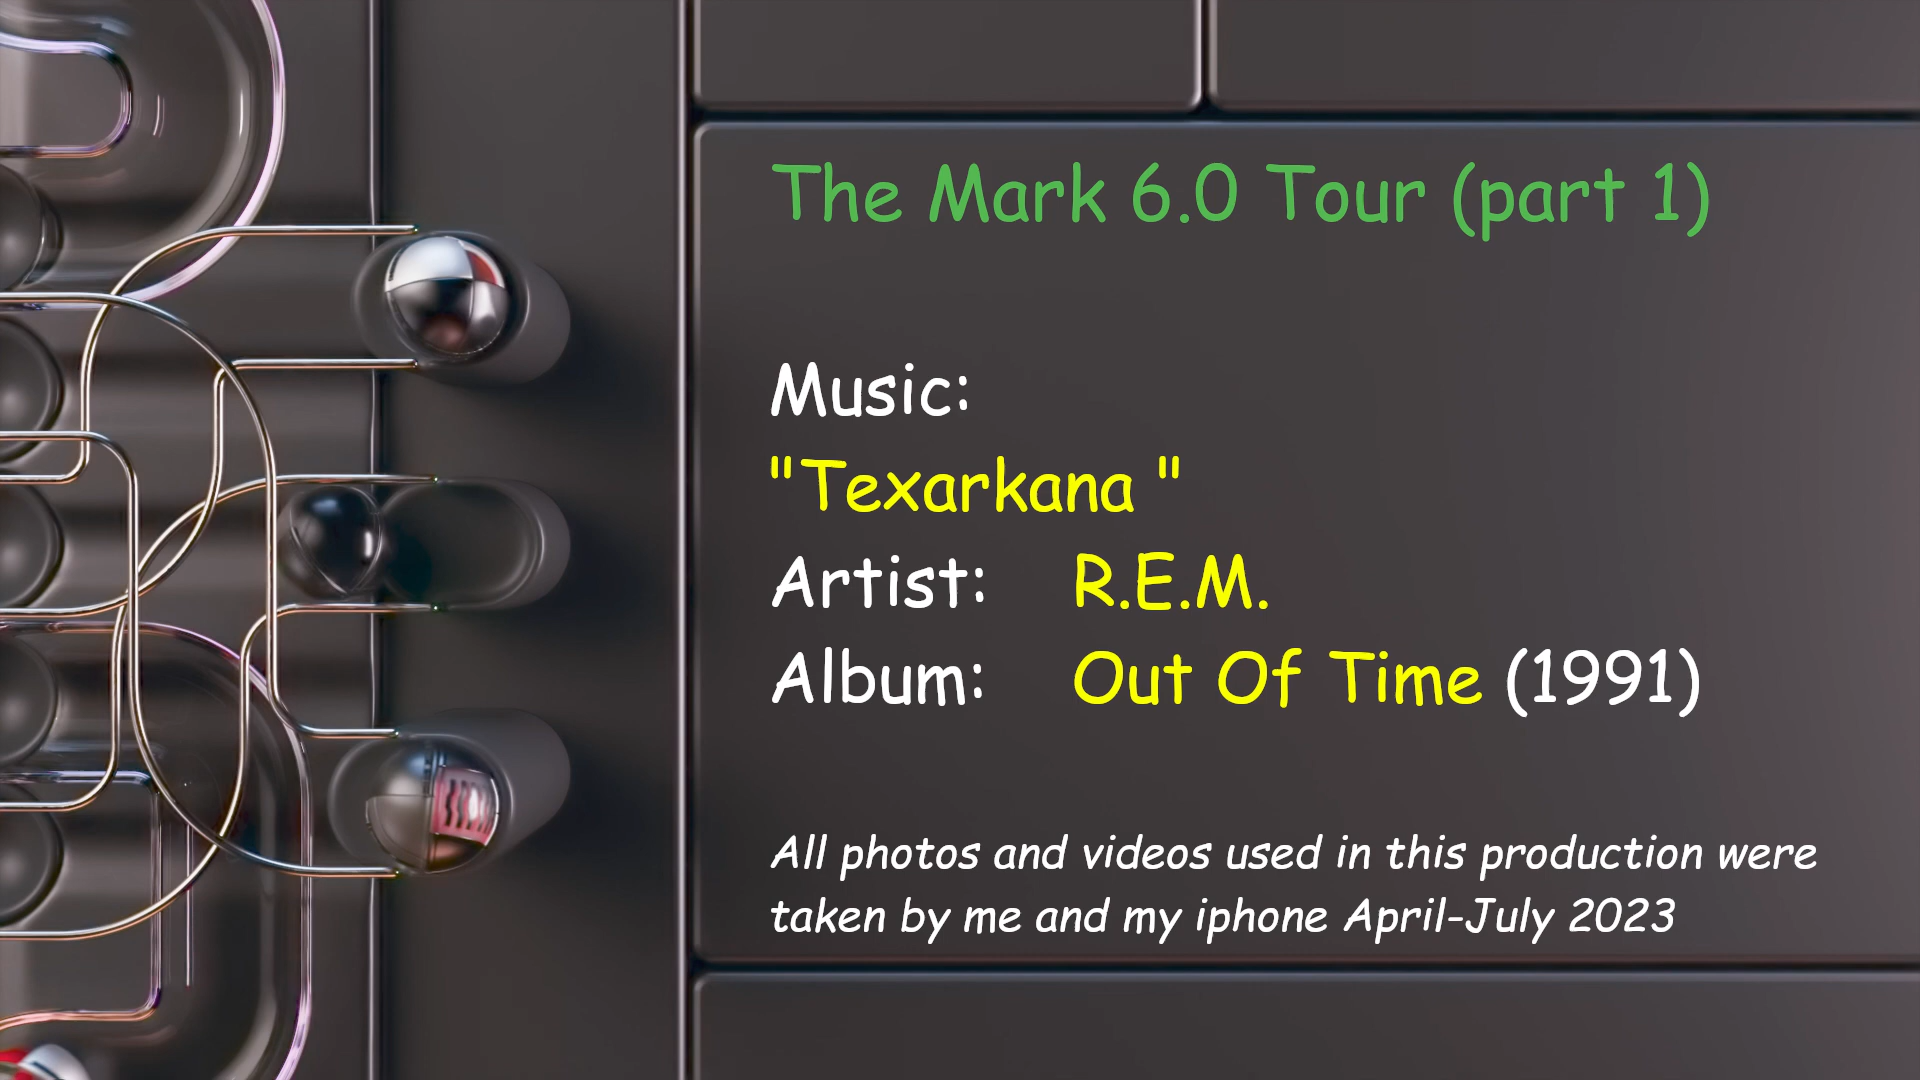 The Mark 6.0 Tour (part 1)
Music:
"Texarkana "
Artist: R.E.M.
Album: Out Of Time (1991)
All photos and videos used in this production were
taken by me and my iphone April-July 2023